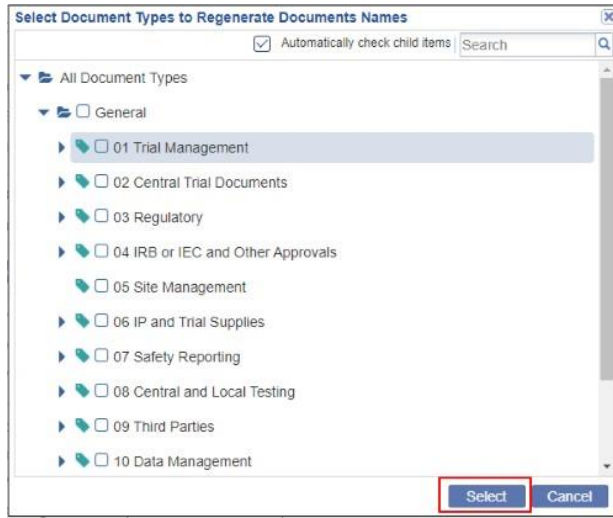 Select Document Types to Regenerate Documents Names
Automatically check child items Search
All Document Types
General
01 Trial Management
02 Central Trial Documents
03 Regulatory
04 IRB or IEC and Other Approvals
05 Site Management
06 IP and Trial Supplies
07 Safety Reporting
08 Central and Local Testing
09 Third Parties
10 Data Management
Select Cancel